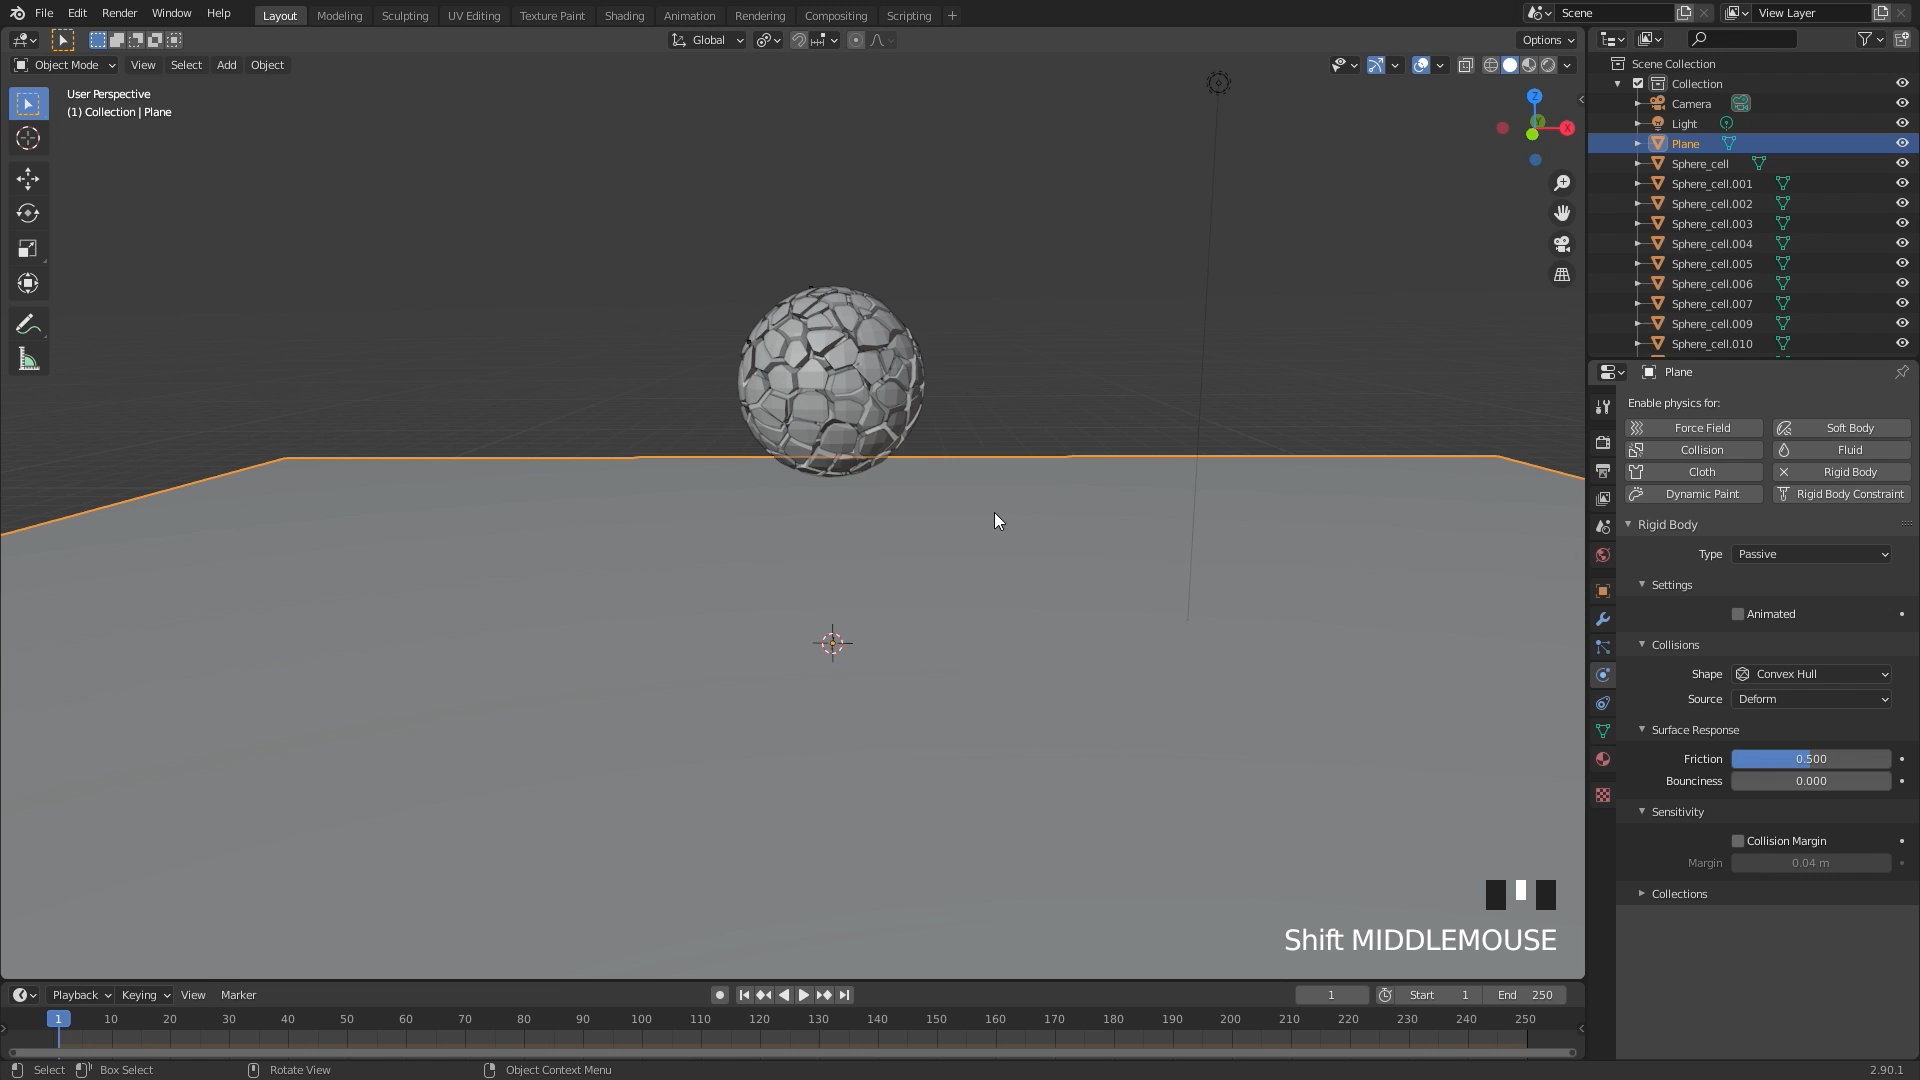 File Edit Render Window Help Layout Modeling Sculpting UV Editing Texture Paint Shading Animation Rendering Compositing Scripting + Scene View Layer
Global Options
Object Mode View Select Add Object
User Perspective
(1) Collection | Plane
Z
Y
X
Scene Collection
Collection
Camera
Light
Plane
Sphere_cell
Sphere_cell.001
Sphere_cell.002
Sphere_cell.003
Sphere_cell.004
Sphere_cell.005
Sphere_cell.006
Sphere_cell.007
Sphere_cell.009
Sphere_cell.010
Plane
Enable physics for:
Force Field Soft Body
Collision Fluid
Cloth Rigid Body
Dynamic Paint Rigid Body Constraint
Rigid Body
Type Passive
Settings
Animated
Collisions
Shape Convex Hull
Source Deform
Surface Response
Friction 0.500
Bounciness 0.000
Sensitivity
Collision Margin
Margin 0.04 m
Collections
Shift MIDDLEMOUSE
Playback Keying View Marker 1 Start 1 End 250
1 10 20 30 40 50 60 70 80 90 100 110 120 130 140 150 160 170 180 190 200 210 220 230 240 250
Select Box Select Rotate View Object Context Menu 2.90.1